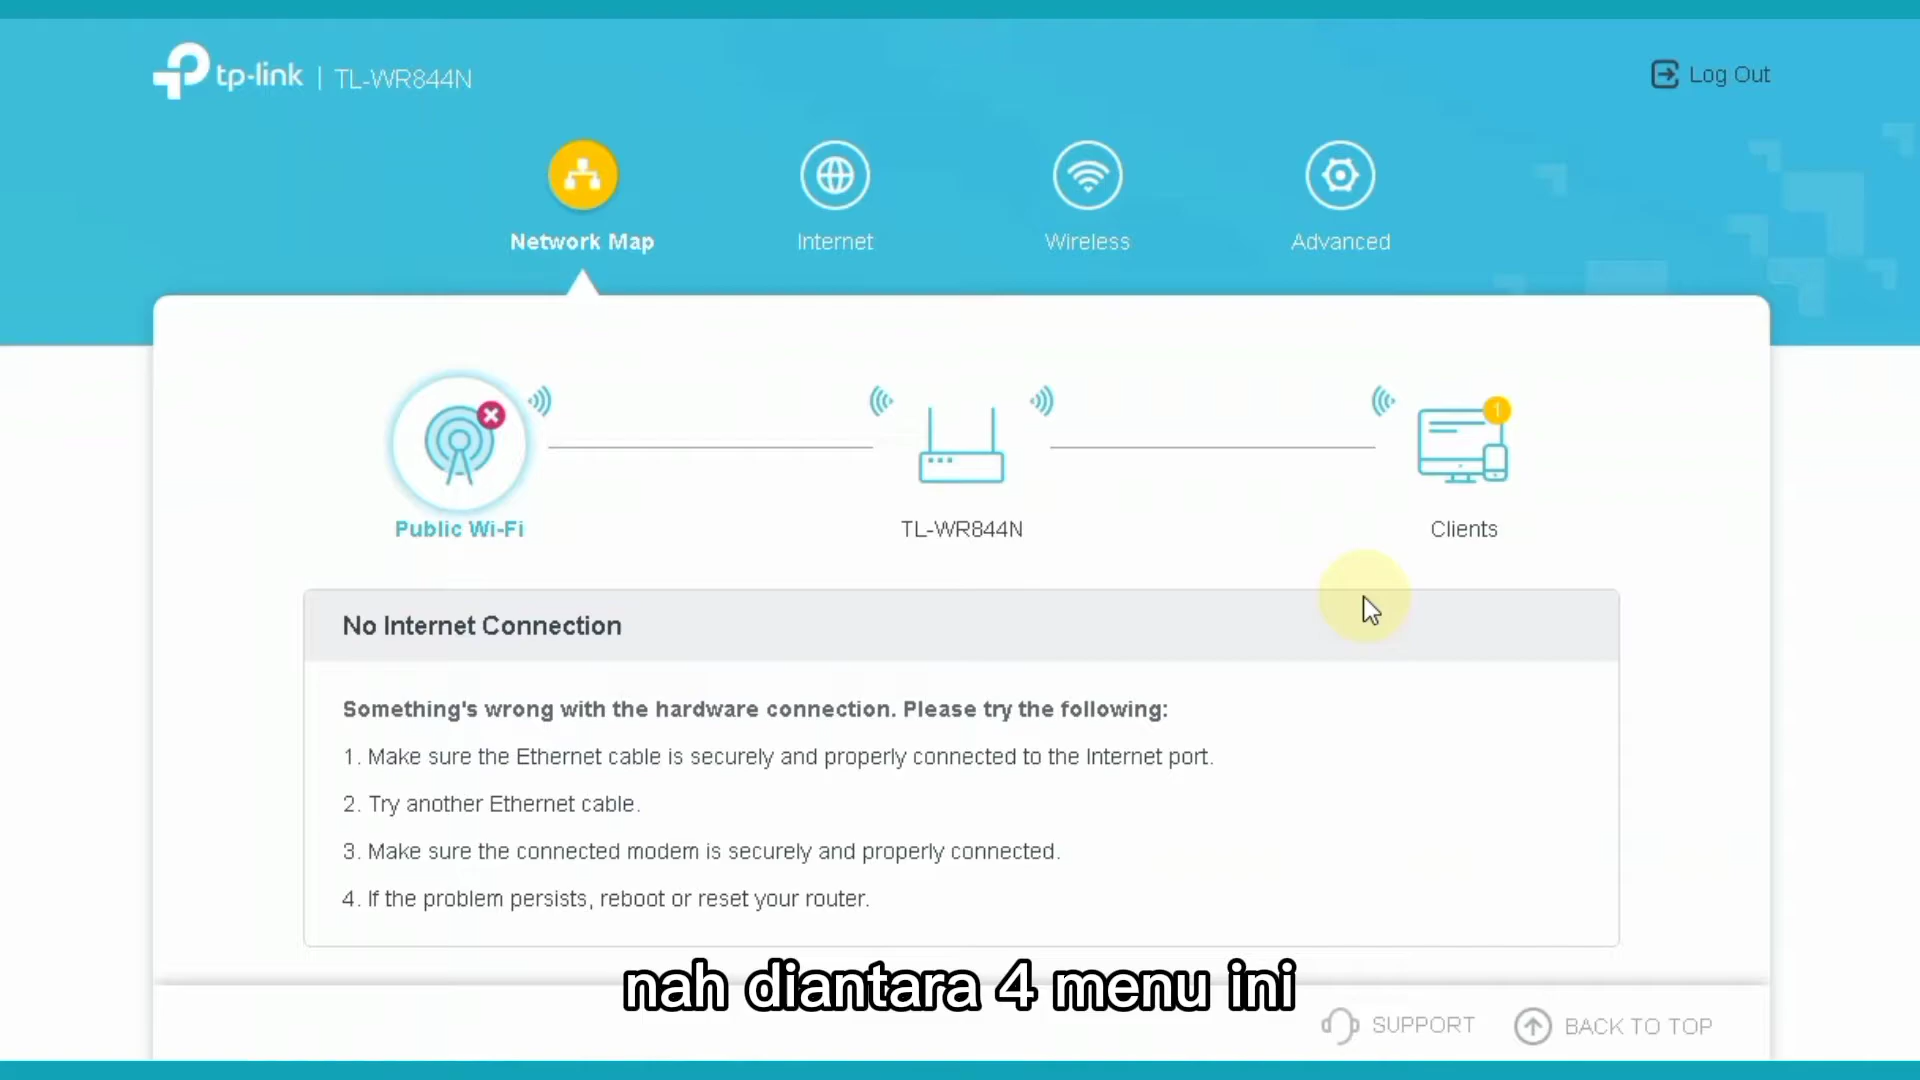 tp-link | TL-WR844N
Log Out
Network Map
Internet
Wireless
Advanced
1
Public Wi-Fi
TL-WR844N
Clients
No Internet Connection
Something's wrong with the hardware connection. Please try the following:
1. Make sure the Ethernet cable is securely and properly connected to the Internet port.
2. Try another Ethernet cable.
3. Make sure the connected modem is securely and properly connected.
4. If the problem persists, reboot or reset your router.
nah diantara 4 menu ini
SUPPORT
BACK TO TOP